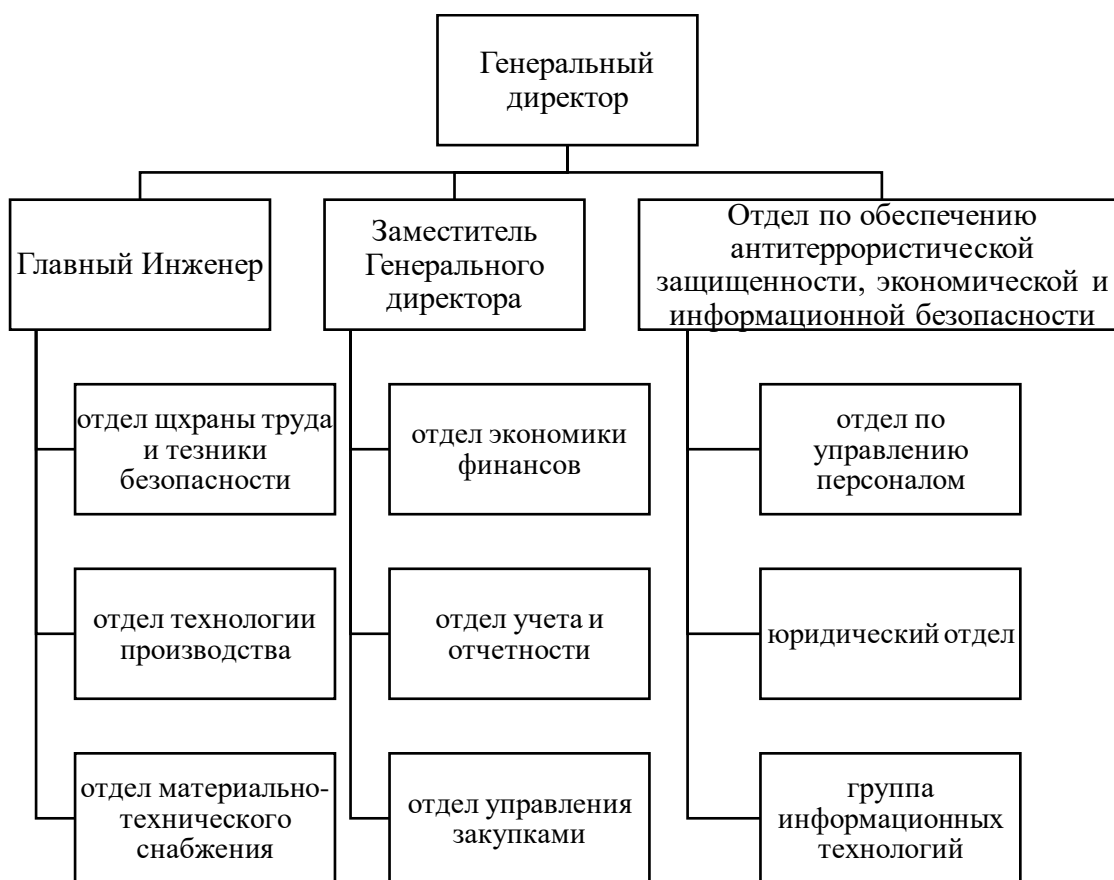 Генеральный
директор
Главный Инженер
Заместитель
Генерального
директора
Отдел по обеспечению
антитеррористической
защищенности, экономической и
информационной безопасности
отдел щхраны труда
и тезники
безопасности
отдел экономики
финансов
отдел по
управлению
персоналом
отдел технологии
производства
отдел учета и
отчетности
юридический отдел
отдел материально-
технического
снабжения
отдел управления
закупками
группа
информационных
технологий